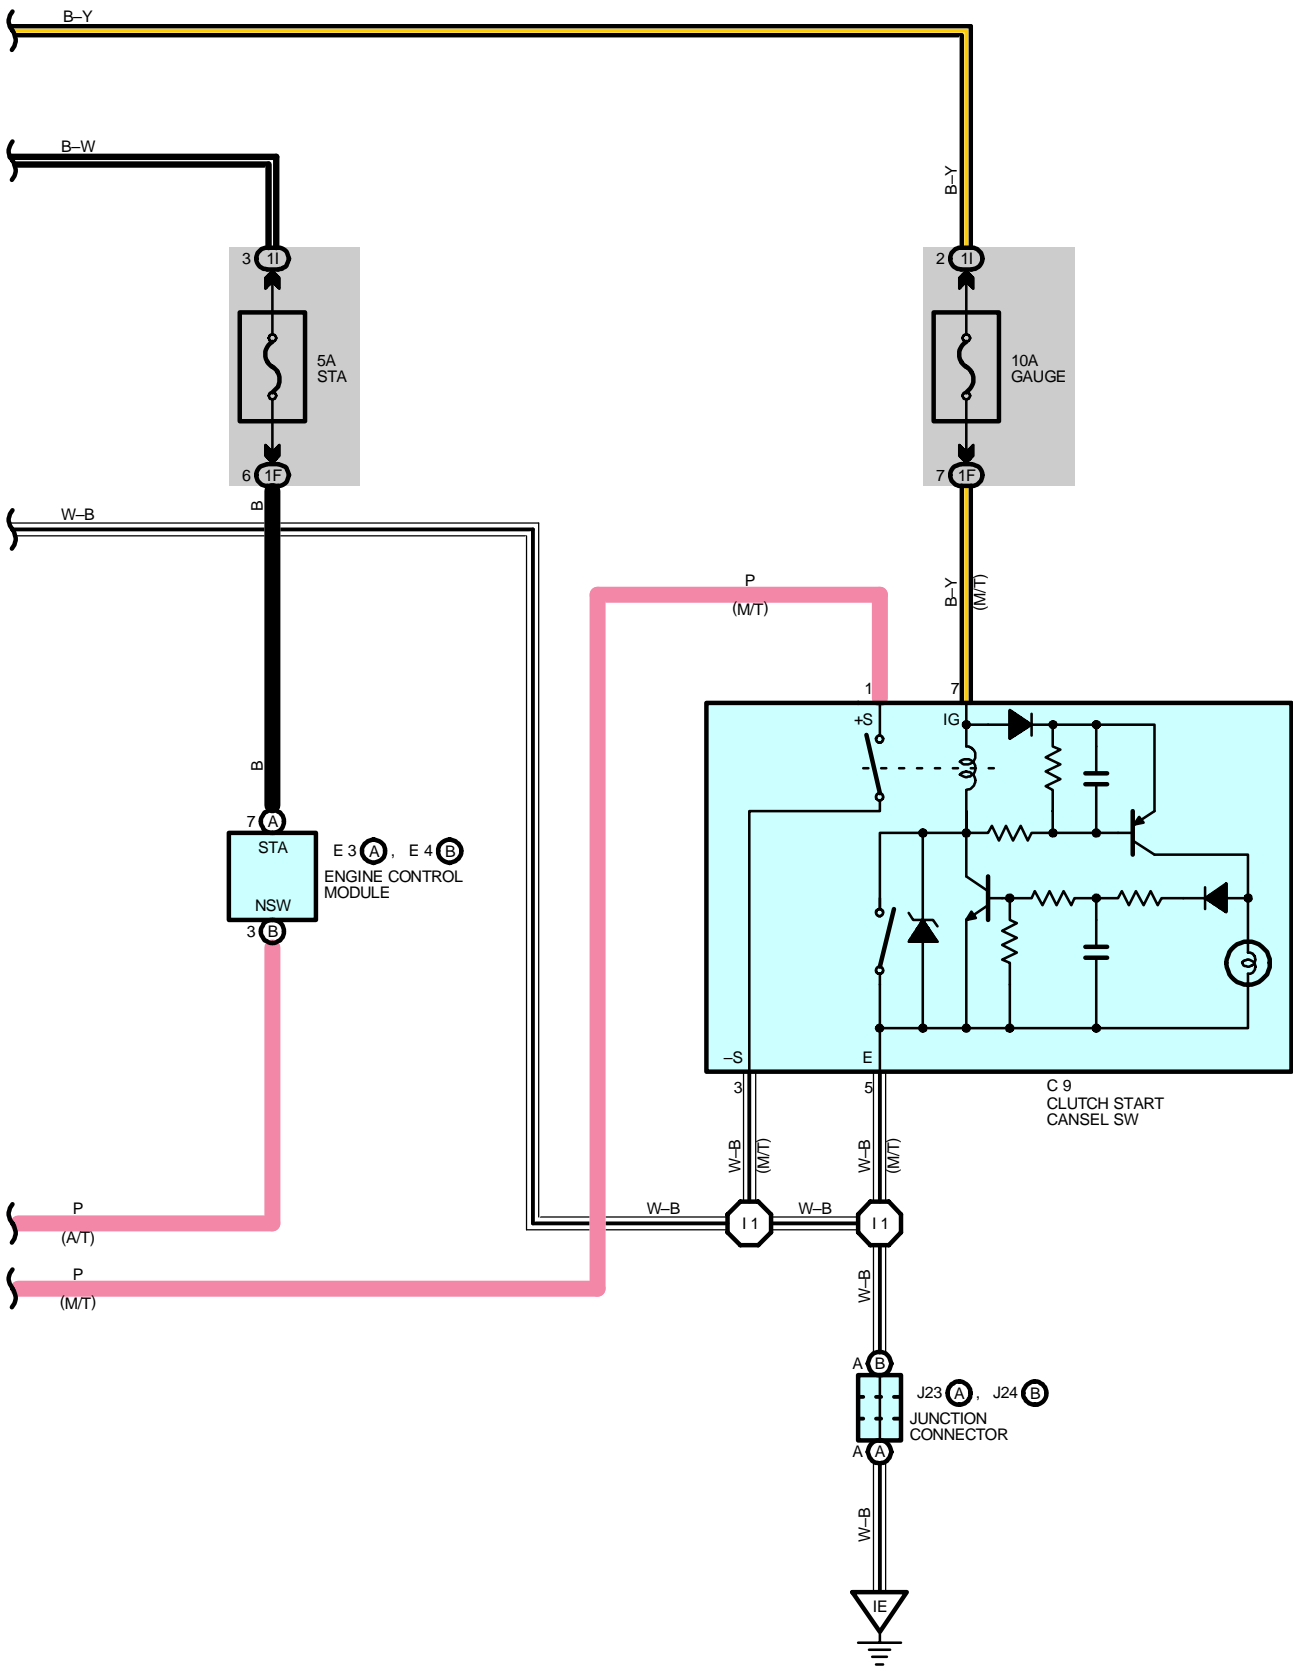 B–Y
B–W
B–Y
3 1I
2 1I
5A
STA
10A
GAUGE
6 1F
7 1F
B
W–B
P
(M/T)
B–Y
(M/T)
1
7
+S
IG
B
7 A
STA
E 3 A , E 4 B
ENGINE CONTROL
MODULE
NSW
3 B
–S
E
3
5
C 9
CLUTCH START
CANSEL SW
W–B
(M/T)
W–B
(M/T)
P
(A/T)
W–B
W–B
I 1
I 1
P
(M/T)
W–B
A B
J23 A , J24 B
JUNCTION
CONNECTOR
A A
W–B
IE